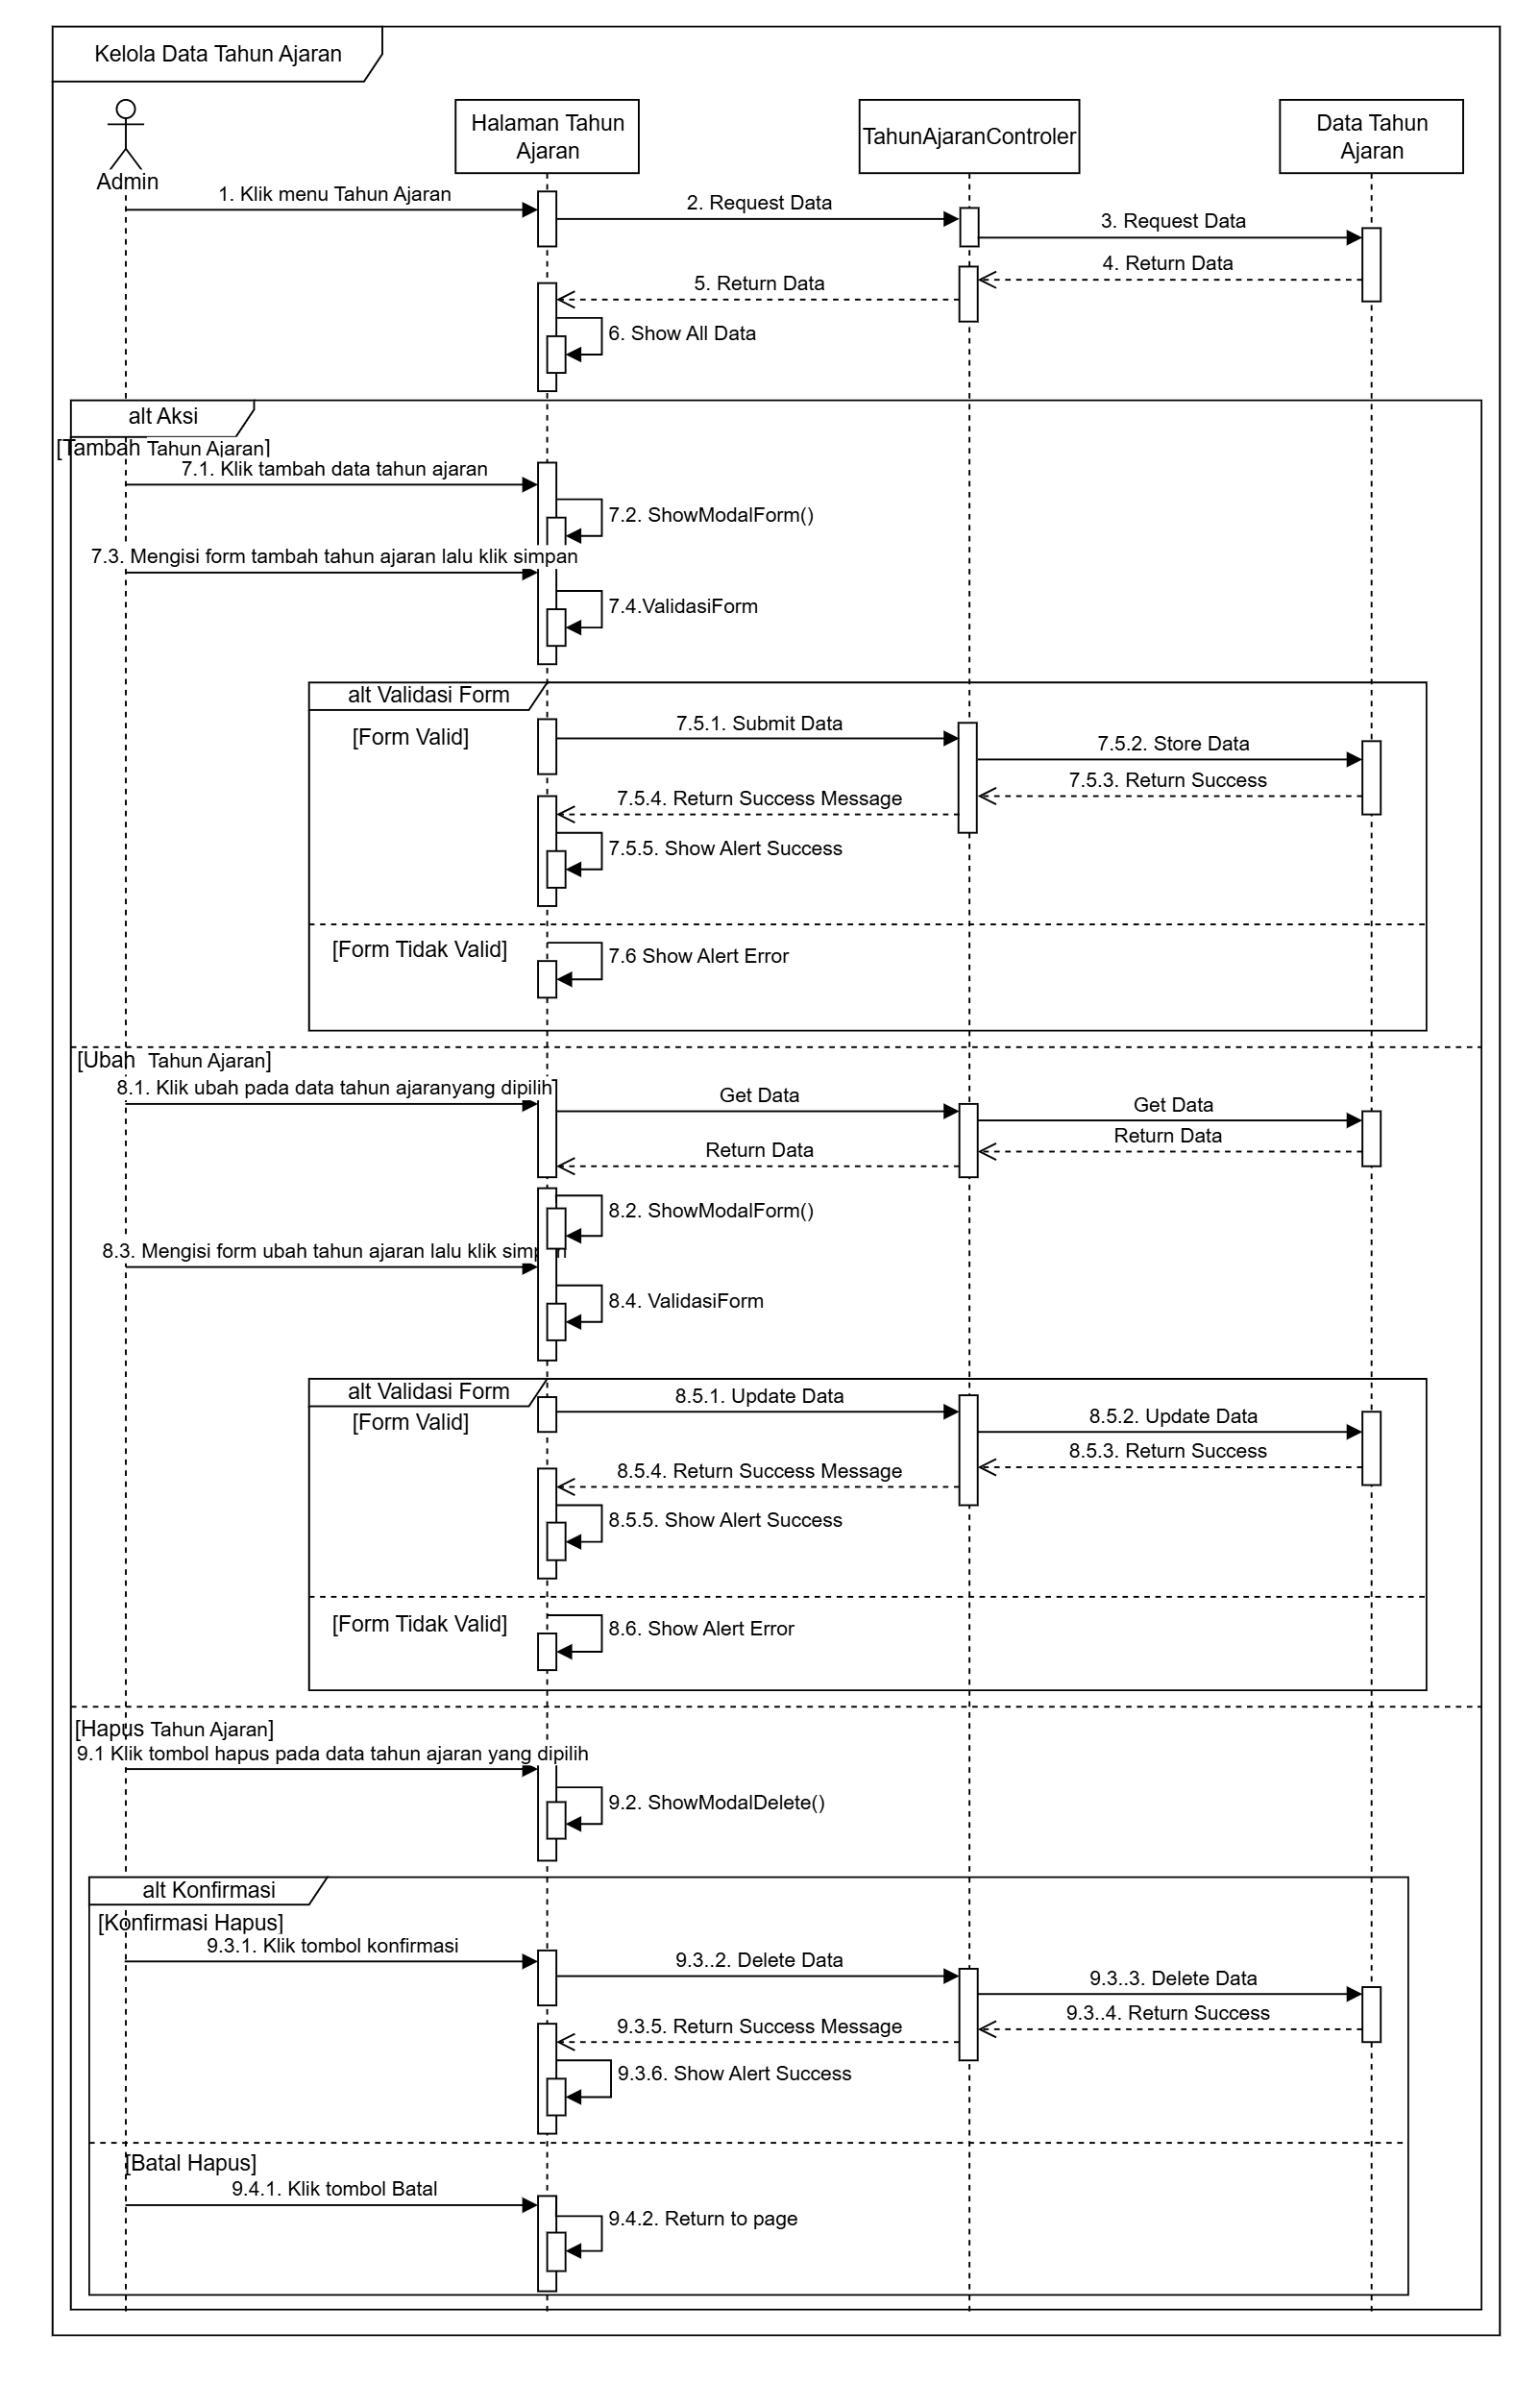 Kelola Data Tahun Ajaran
Admin
Halaman Tahun
Ajaran
TahunAjaranControler
Data Tahun
Ajaran
1. Klik menu Tahun Ajaran
2. Request Data
3. Request Data
4. Return Data
5. Return Data
6. Show All Data
alt Aksi
[Tambah Tahun Ajaran]
7.1. Klik tambah data tahun ajaran
7.2. ShowModalForm()
7.3. Mengisi form tambah tahun ajaran lalu klik simpan
7.4.ValidasiForm
alt Validasi Form
[Form Valid]
7.5.1. Submit Data
7.5.2. Store Data
7.5.3. Return Success
7.5.4. Return Success Message
7.5.5. Show Alert Success
[Form Tidak Valid]
7.6 Show Alert Error
[Ubah Tahun Ajaran]
8.1. Klik ubah pada data tahun ajaranyang dipilih
Get Data
Get Data
Return Data
Return Data
8.2. ShowModalForm()
8.3. Mengisi form ubah tahun ajaran lalu klik simpan
8.4. ValidasiForm
alt Validasi Form
[Form Valid]
8.5.1. Update Data
8.5.2. Update Data
8.5.3. Return Success
8.5.4. Return Success Message
8.5.5. Show Alert Success
[Form Tidak Valid]
8.6. Show Alert Error
[Hapus Tahun Ajaran]
9.1 Klik tombol hapus pada data tahun ajaran yang dipilih
9.2. ShowModalDelete()
alt Konfirmasi
[Konfirmasi Hapus]
9.3.1. Klik tombol konfirmasi
9.3..2. Delete Data
9.3..3. Delete Data
9.3..4. Return Success
9.3.5. Return Success Message
9.3.6. Show Alert Success
[Batal Hapus]
9.4.1. Klik tombol Batal
9.4.2. Return to page